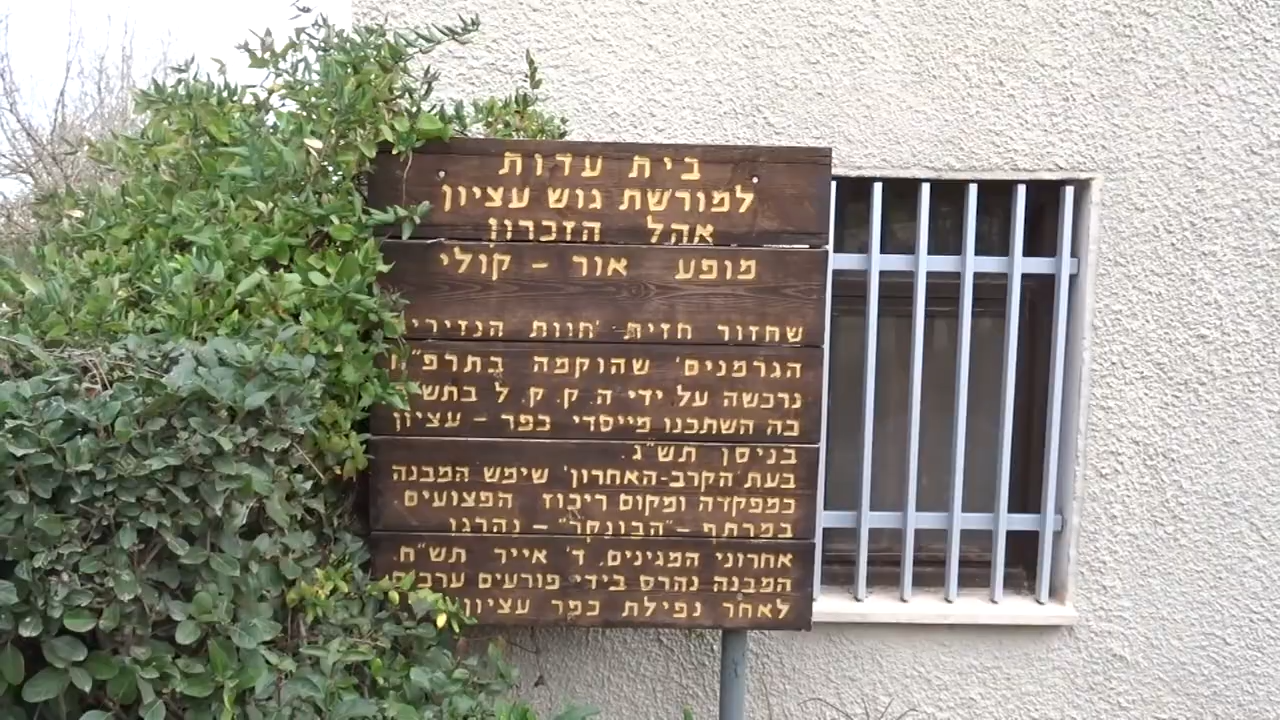 בית עדות
למורשת גוש עציון
אהל הזכרון
מופע אור - קולי
שחזור חזית 'חוות הנזירי
הגרמנים' שהוקמה בתרפ"ו
נרכשה על ידי ה.ק.ק.ל בתש
בה השתכנו מייסדי כפר - עציון
בניסן תש"ג.
בעת 'הקרב-האחרון' שימש המבנה
כמפקדה ומקום ריכוז הפצועים.
במרתף -"הבונקר"- נהרגו
אחרוני המגינים, ד' אייר תש"ח.
המבנה נהרס בידי פורעים ערבים
לאחר נפילת כפר עציון